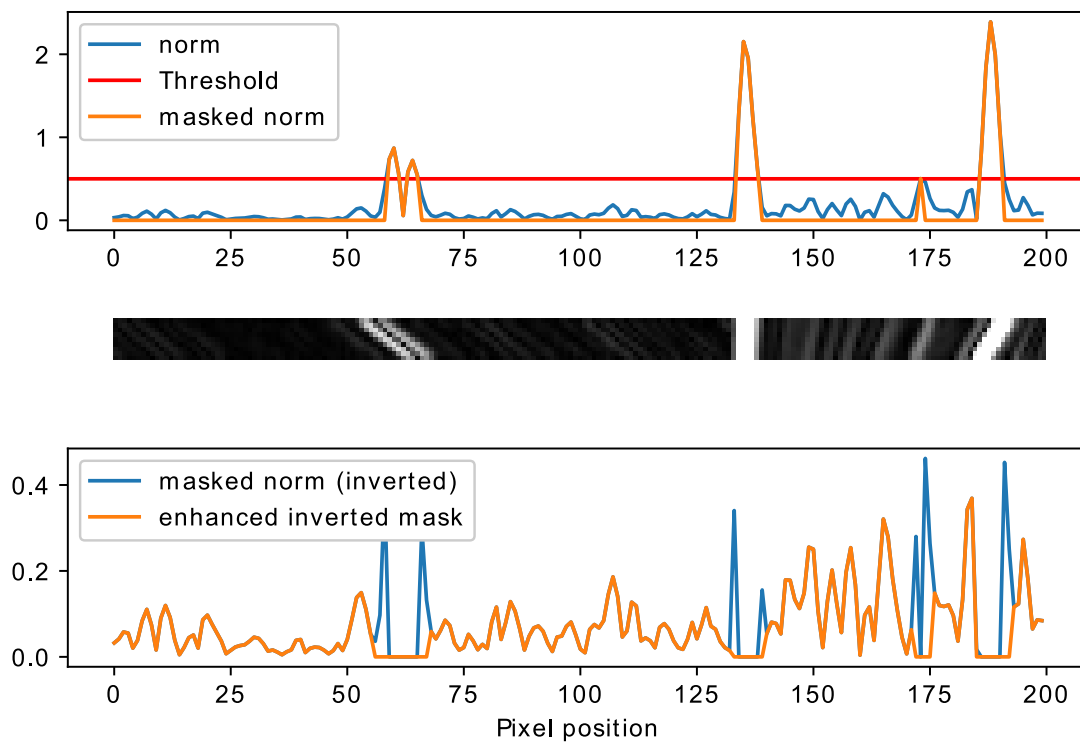 norm
Threshold
masked norm
2
1
0
0 25 50 75 100 125 150 175 200
masked norm (inverted)
enhanced inverted mask
0.4
0.2
0.0
0 25 50 75 100 125 150 175 200
Pixel position